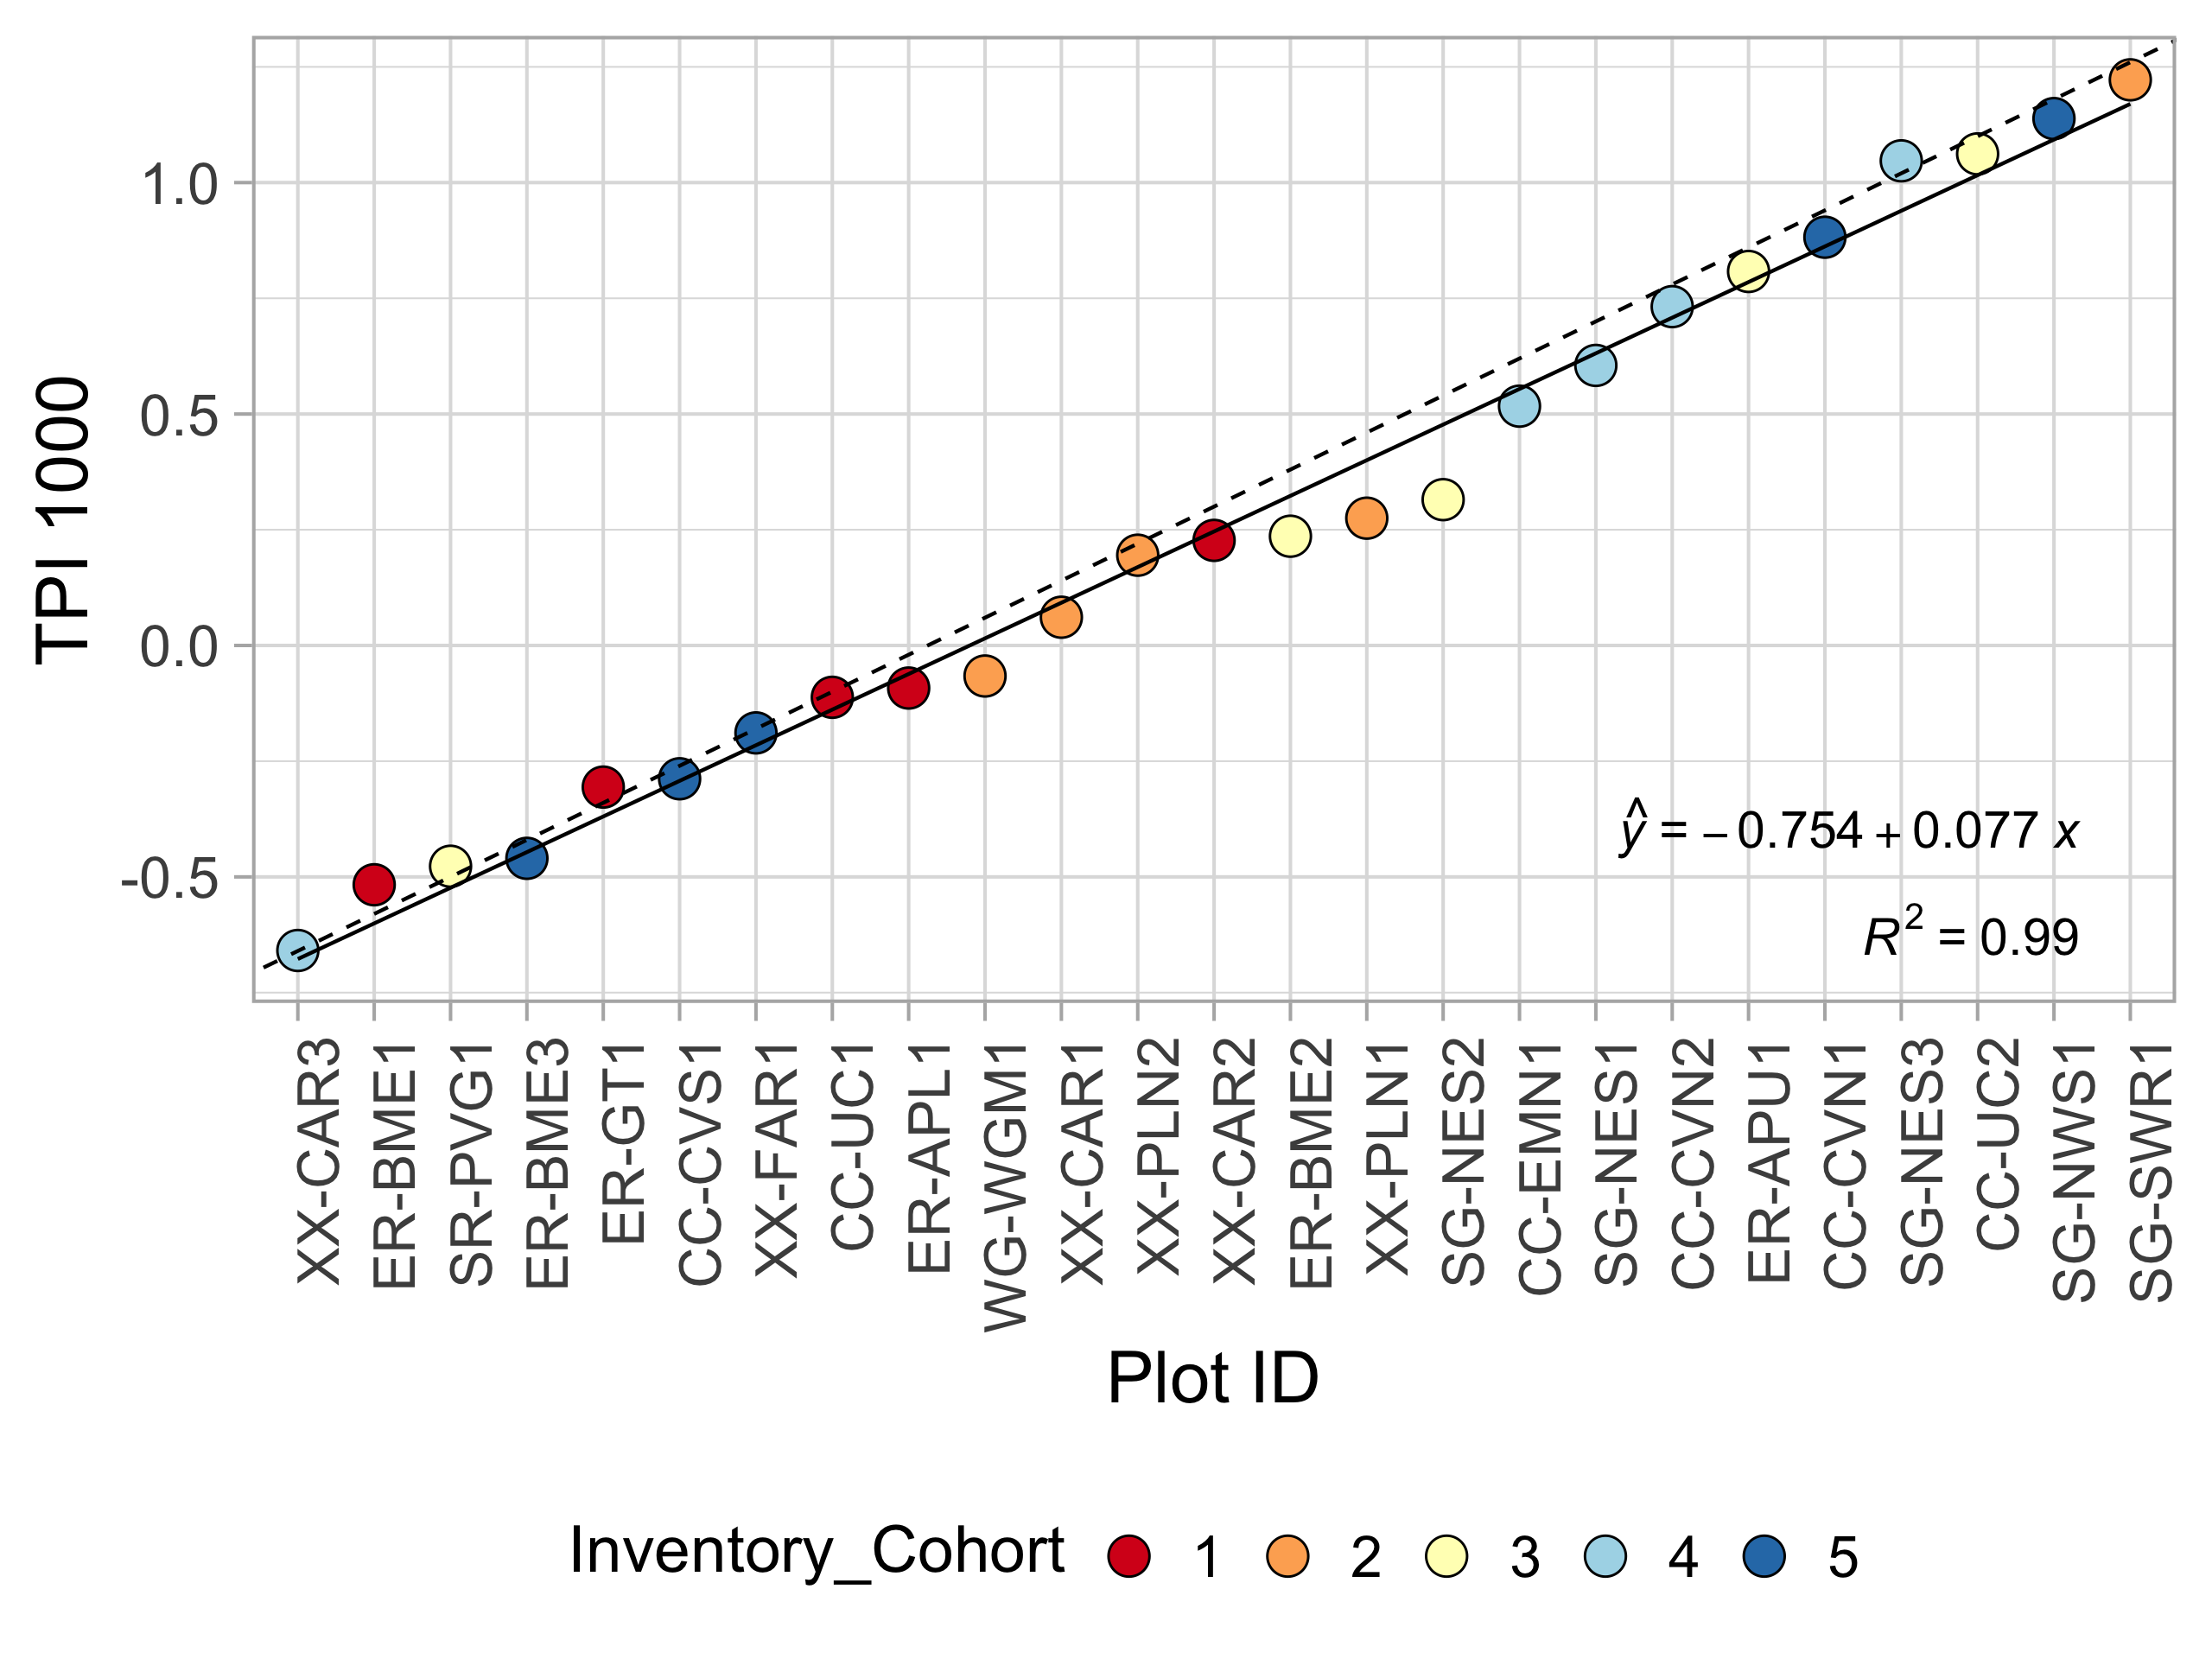 TPI 1000
1.0
0.5
0.0
-0.5
ŷ = − 0.754 + 0.077 x
R² = 0.99
XX-CAR3
ER-BME1
SR-PVG1
ER-BME3
ER-GT1
CC-CVS1
XX-FAR1
CC-UC1
ER-APL1
WG-WGM1
XX-CAR1
XX-PLN2
XX-CAR2
ER-BME2
XX-PLN1
SG-NES2
CC-EMN1
SG-NES1
CC-CVN2
ER-APU1
CC-CVN1
SG-NES3
CC-UC2
SG-NWS1
SG-SWR1
Plot ID
Inventory_Cohort 1 2 3 4 5